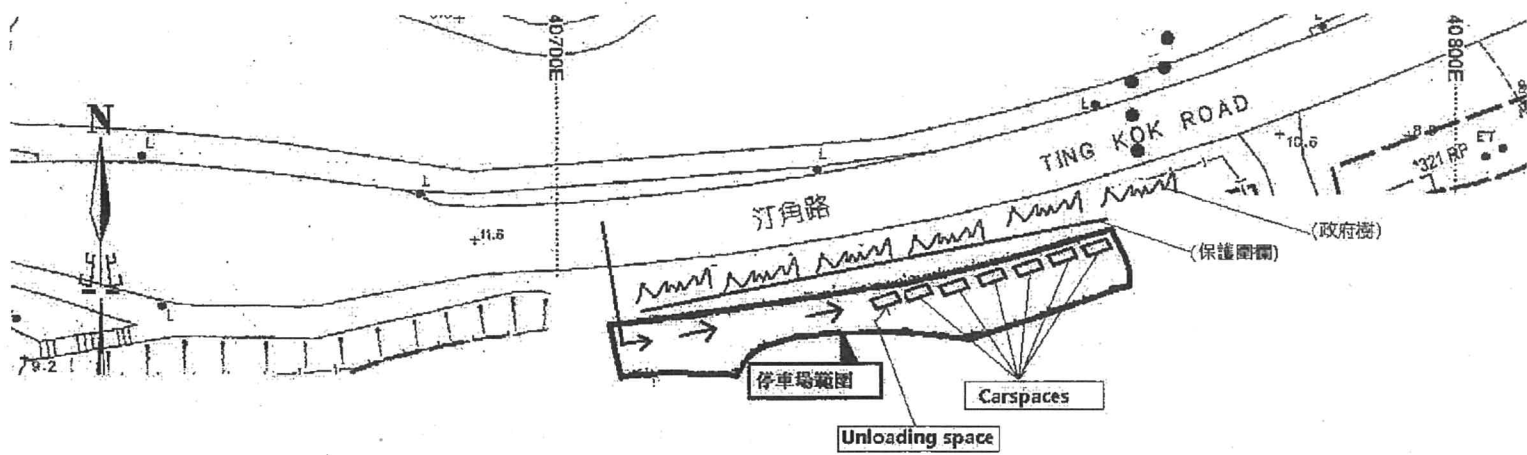 40700E
40800E
N
L
L
L
L
L
TING KOK ROAD
汀角路
+11.6
+10.6
1321 RP
ET
(政府樹)
(保護圍欄)
9.2
停車場範圍
Carspaces
Unloading space